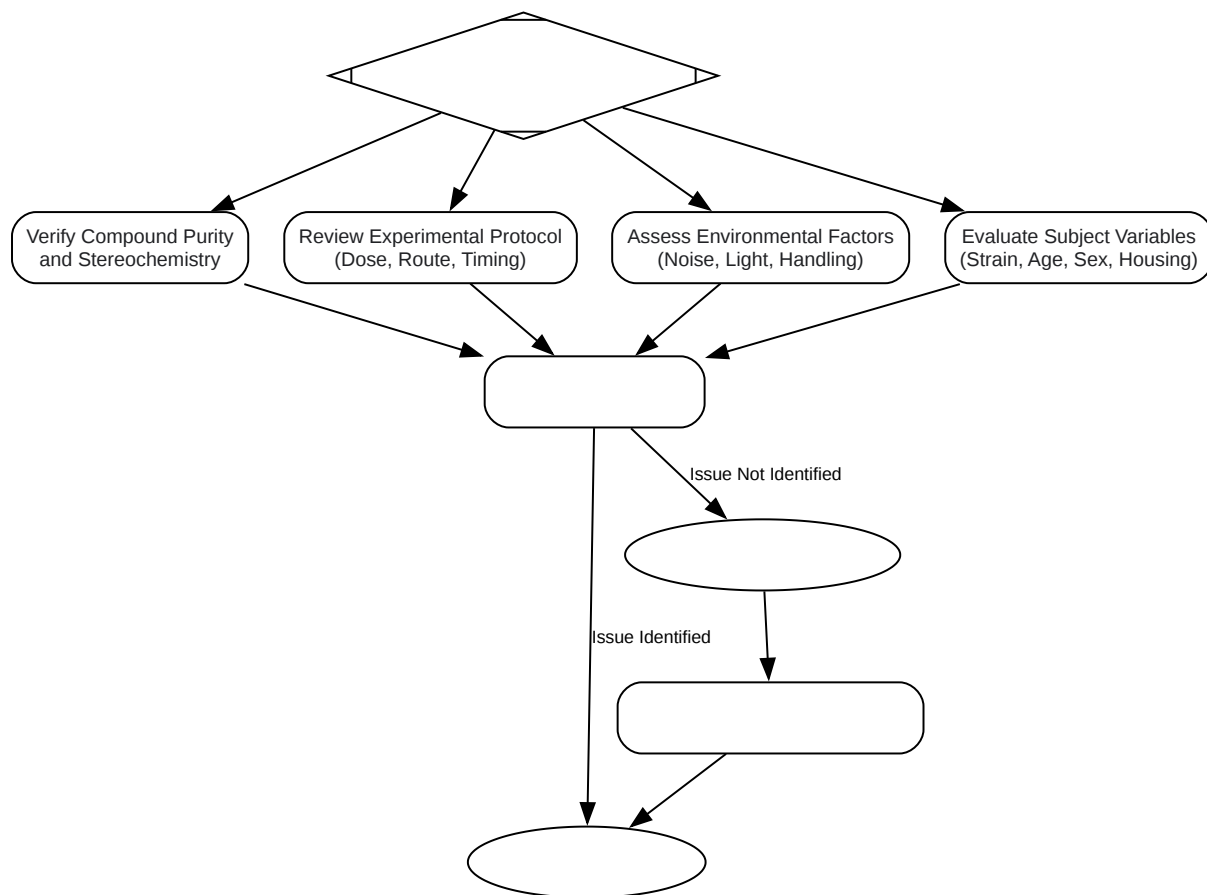 Verify Compound Purity
and Stereochemistry
Review Experimental Protocol
(Dose, Route, Timing)
Assess Environmental Factors
(Noise, Light, Handling)
Evaluate Subject Variables
(Strain, Age, Sex, Housing)
Issue Not Identified
Issue Identified